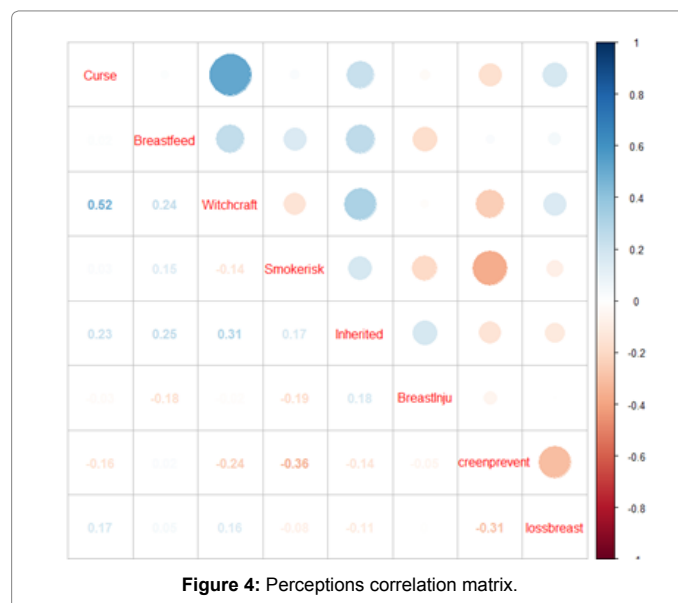 Curse
Breastfeed
0.52 0.24 Witchcraft
0.15 -0.14 Smokerisk
0.23 0.25 0.31 0.17 Inherited
-0.18 -0.19 0.18 BreastInju
-0.16 -0.24 -0.36 -0.14 creenprevent
0.17 0.16 -0.11 -0.31 lossbreast
1
0.8
0.6
0.4
0.2
0
-0.2
-0.4
-0.6
-0.8
Figure 4: Perceptions correlation matrix.